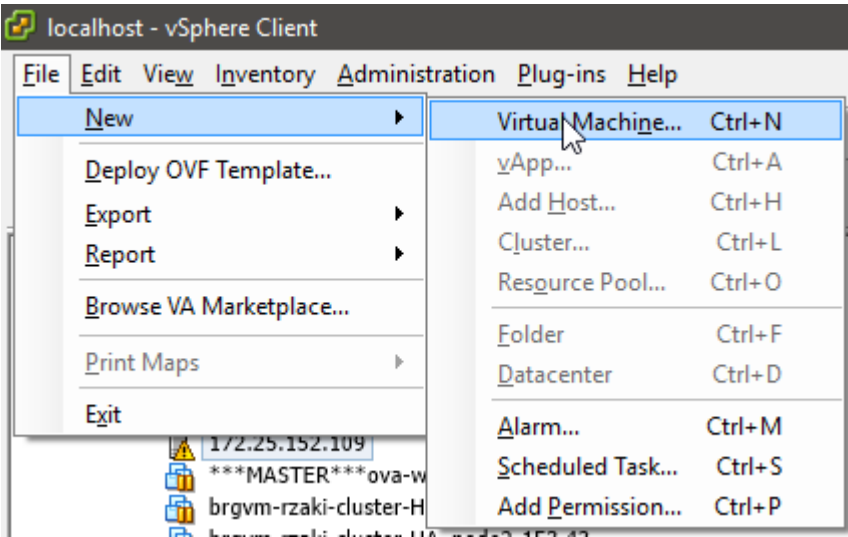 localhost - vSphere Client
File Edit View Inventory Administration Plug-ins Help
New
Deploy OVF Template...
Export
Report
Browse VA Marketplace...
Print Maps
Exit
Virtual Machine... Ctrl+N
vApp... Ctrl+A
Add Host... Ctrl+H
Cluster... Ctrl+L
Resource Pool... Ctrl+O
Folder Ctrl+F
Datacenter Ctrl+D
Alarm... Ctrl+M
Scheduled Task... Ctrl+S
Add Permission... Ctrl+P
172.25.152.109
***MASTER***ova-w
brgvm-rzaki-cluster-H